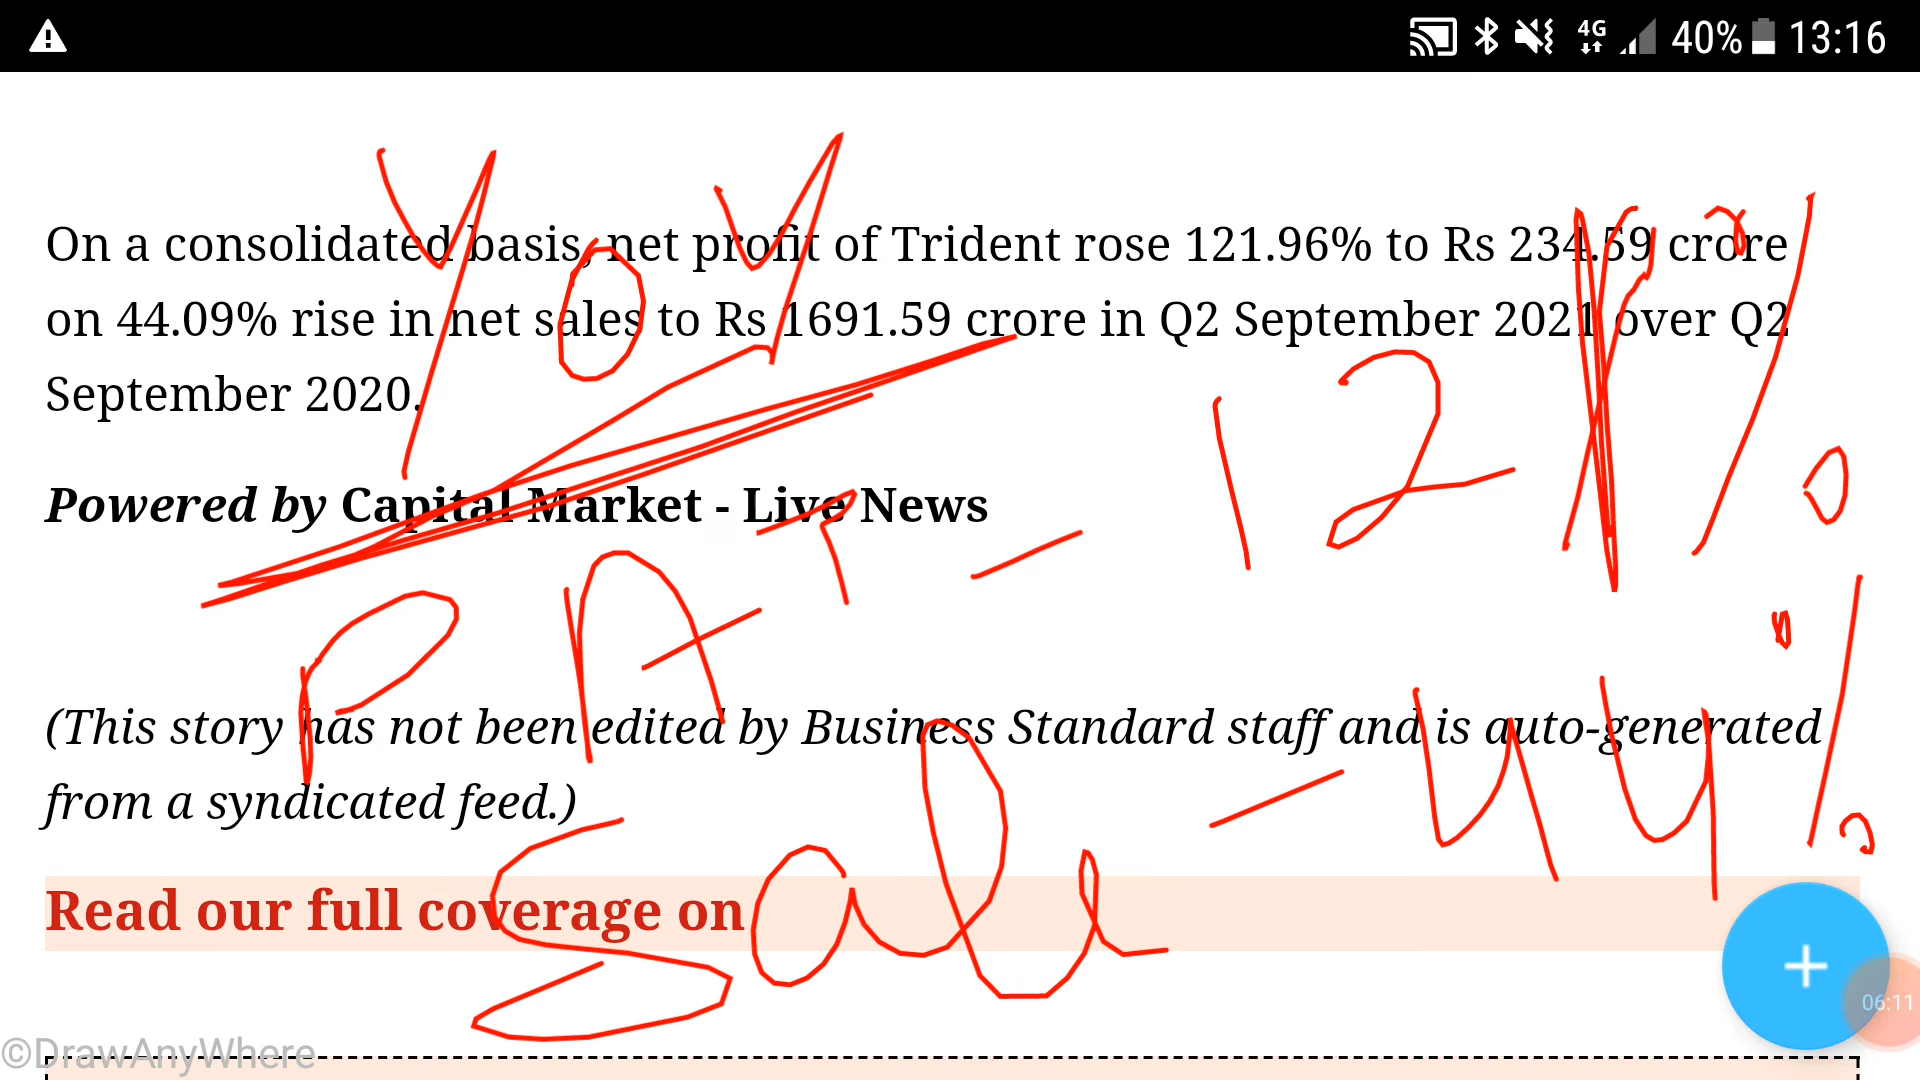 4G 40% 13:16
YoY
On a consolidated basis, net profit of Trident rose 121.96% to Rs 234.59 crore
on 44.09% rise in net sales to Rs 1691.59 crore in Q2 September 2021 over Q2
September 2020.
Powered by Capital Market - Live News
PAT - 12 %
(This story has not been edited by Business Standard staff and is auto-generated
from a syndicated feed.)
Sale - 44%
Read our full coverage on
06:11
©DrawAnyWhere